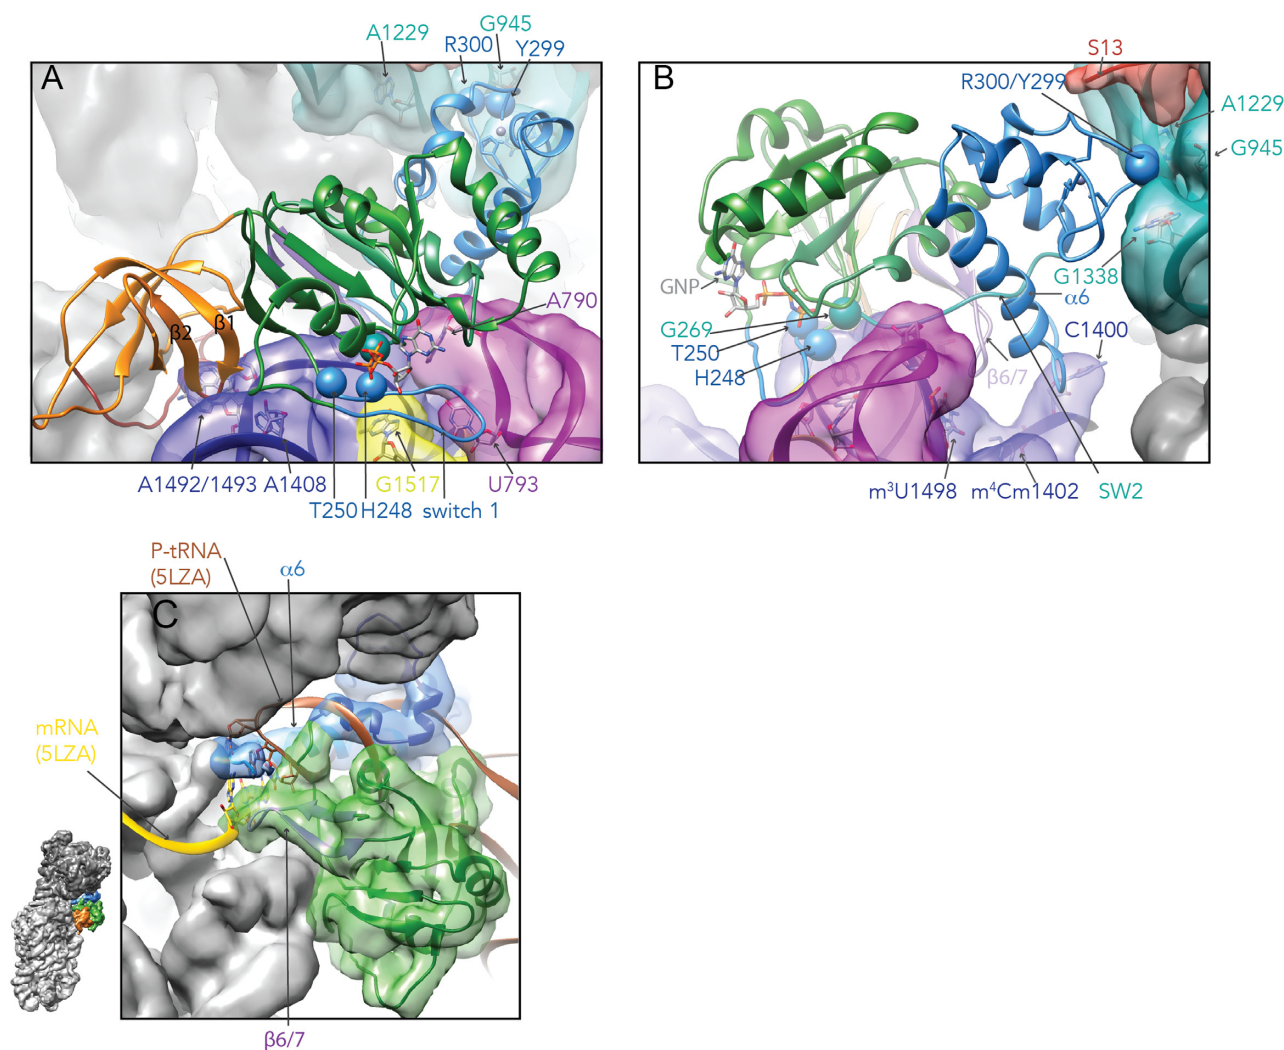 A
A1229
G945
R300
Y299
A790
β2
β1
A1492/1493
A1408
G1517
U793
T250
H248
switch 1
B
S13
R300/Y299
A1229
G945
GNP
G1338
α6
G269
T250
C1400
H248
β6/7
m³U1498
m⁴Cm1402
SW2
P-tRNA
(5LZA)
α6
C
mRNA
(5LZA)
β6/7